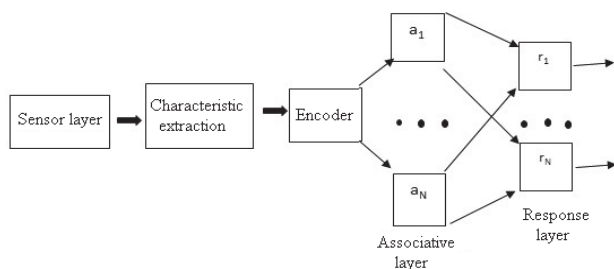 Sensor layer
Characteristic
extraction
Encoder
a1
aN
Associative
layer
r1
rN
Response
layer